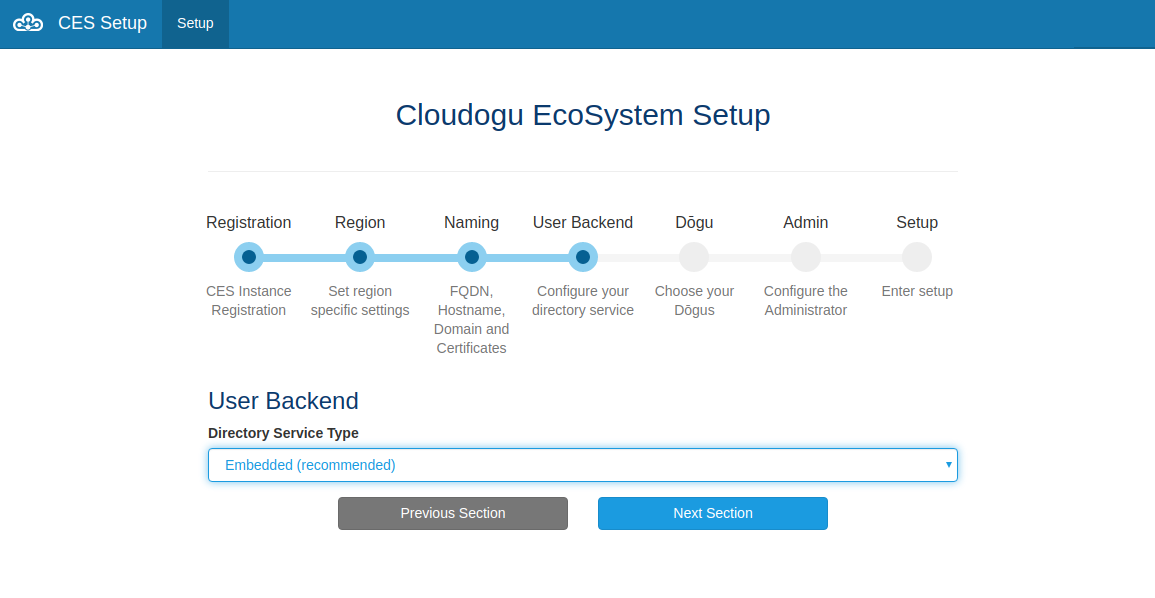 CES Setup
Setup
Cloudogu EcoSystem Setup
Registration
Region
Naming
User Backend
Dōgu
Admin
Setup
CES Instance
Registration
Set region
specific settings
FQDN,
Hostname,
Domain and
Certificates
Configure your
directory service
Choose your
Dōgus
Configure the
Administrator
Enter setup
User Backend
Directory Service Type
Embedded (recommended)
Previous Section
Next Section